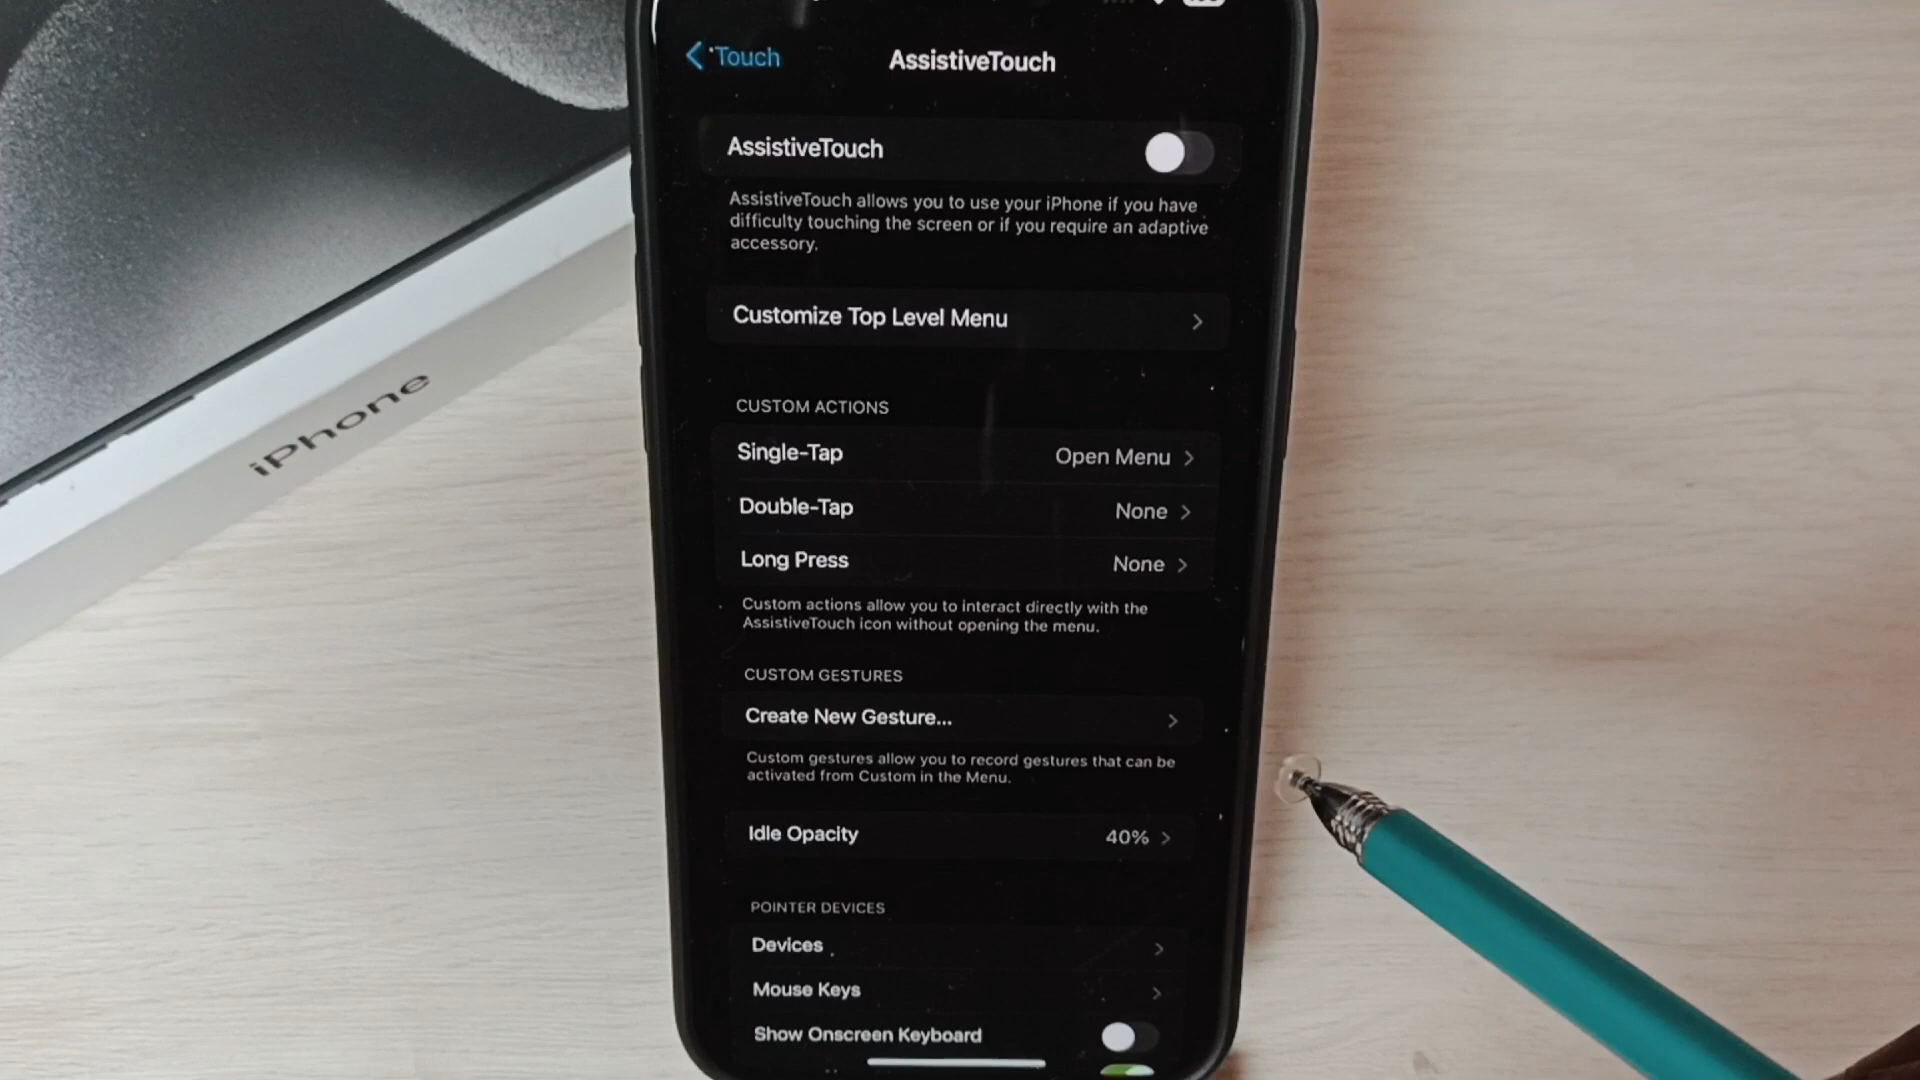 Touch
AssistiveTouch
AssistiveTouch
AssistiveTouch allows you to use your iPhone if you have
difficulty touching the screen or if you require an adaptive
accessory.
Customize Top Level Menu
CUSTOM ACTIONS
Single-Tap Open Menu
Double-Tap None
Long Press None
Custom actions allow you to interact directly with the
AssistiveTouch icon without opening the menu.
CUSTOM GESTURES
Create New Gesture...
Custom gestures allow you to record gestures that can be
activated from Custom in the Menu.
Idle Opacity 40%
POINTER DEVICES
Devices
Mouse Keys
Show Onscreen Keyboard
iPhone